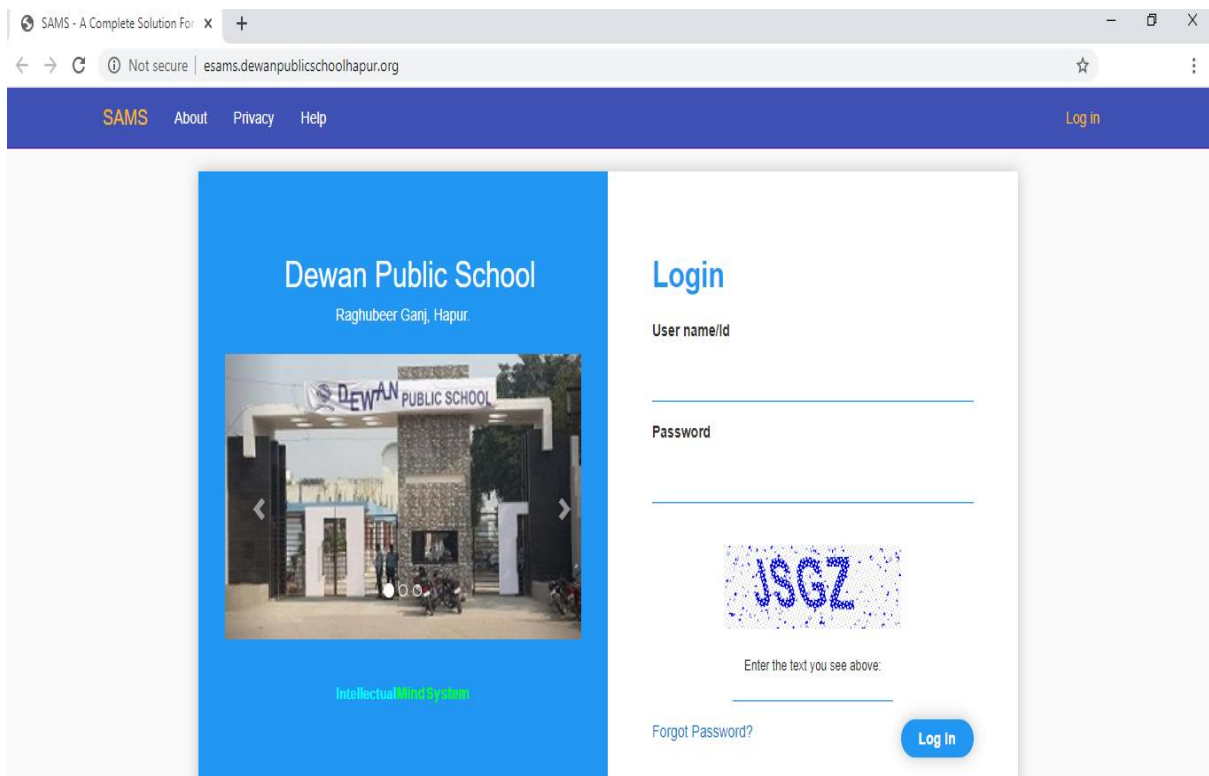 SAMS - A Complete Solution For
Not secure | esams.dewanpublicschoolhapur.org
SAMS About Privacy Help Log in
Dewan Public School
Raghubeer Ganj, Hapur.
DEWAN PUBLIC SCHOOL
IntellectualMindSystem
Login
User name/Id
Password
JSGZ
Enter the text you see above:
Forgot Password?
Log In